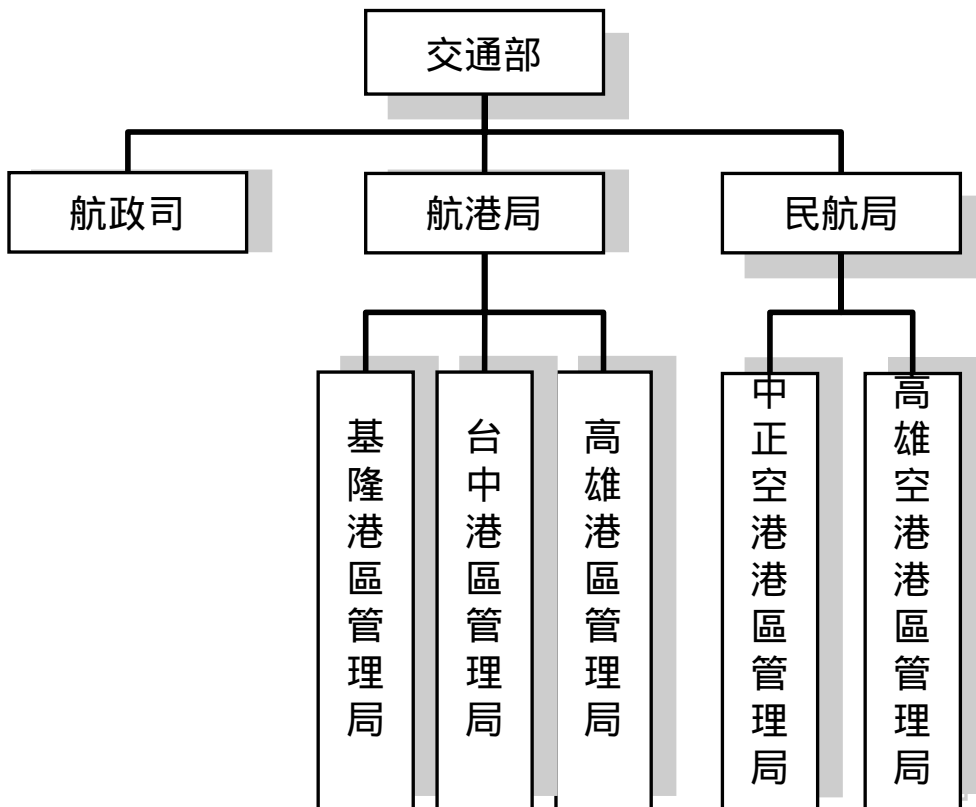 交通部
航政司
航港局
民航局
基隆港區管理局
台中港區管理局
高雄港區管理局
中正空港港區管理局
高雄空港港區管理局